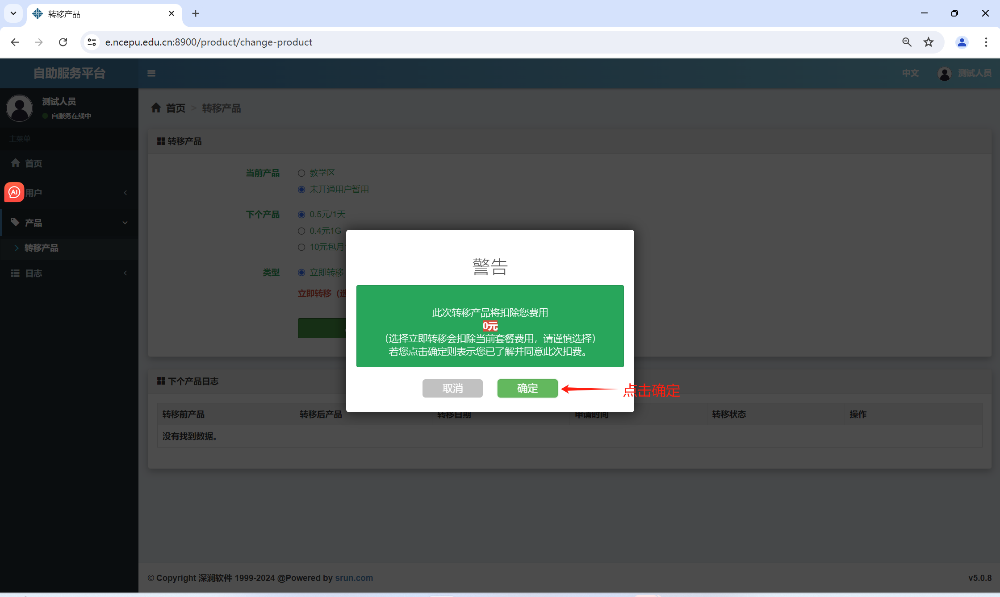 转移产品
e.ncepu.edu.cn:8900/product/change-product
自助服务平台
中文
测试人员
测试人员
自服务在线中
主菜单
首页
AI
用户
产品
转移产品
日志
首页 > 转移产品
转移产品
当前产品
教学区
未开通用户暂用
下个产品
0.5元/1天
0.4元1G
10元包月
类型
立即转移
立即转移（选
警告
此次转移产品将扣除您费用
0元
（选择立即转移会扣除当前套餐费用，请谨慎选择）
若您点击确定则表示您已了解并同意此次扣费。
取消
确定
点击确定
下个产品日志
转移前产品
转移后产品
转移日期
申请时间
转移状态
操作
没有找到数据。
© Copyright 深澜软件 1999-2024 @Powered by srun.com
v5.0.8